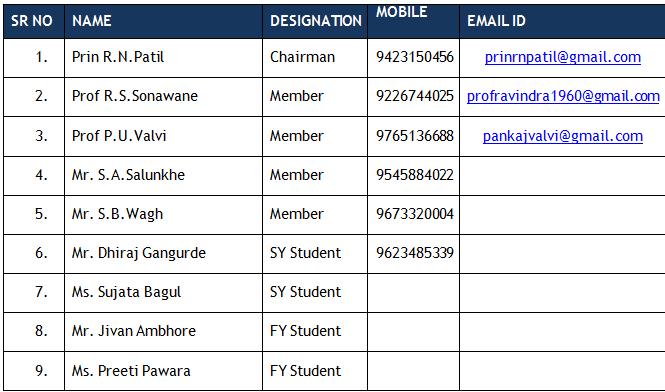 SR NO NAME DESIGNATION MOBILE EMAIL ID
1. Prin R.N.Patil Chairman 9423150456 prinrnpatil@gmail.com
2. Prof R.S.Sonawane Member 9226744025 profravindra1960@gmail.com
3. Prof P.U.Valvi Member 9765136688 pankajvalvi@gmail.com
4. Mr. S.A.Salunkhe Member 9545884022
5. Mr. S.B.Wagh Member 9673320004
6. Mr. Dhiraj Gangurde SY Student 9623485339
7. Ms. Sujata Bagul SY Student
8. Mr. Jivan Ambhore FY Student
9. Ms. Preeti Pawara FY Student